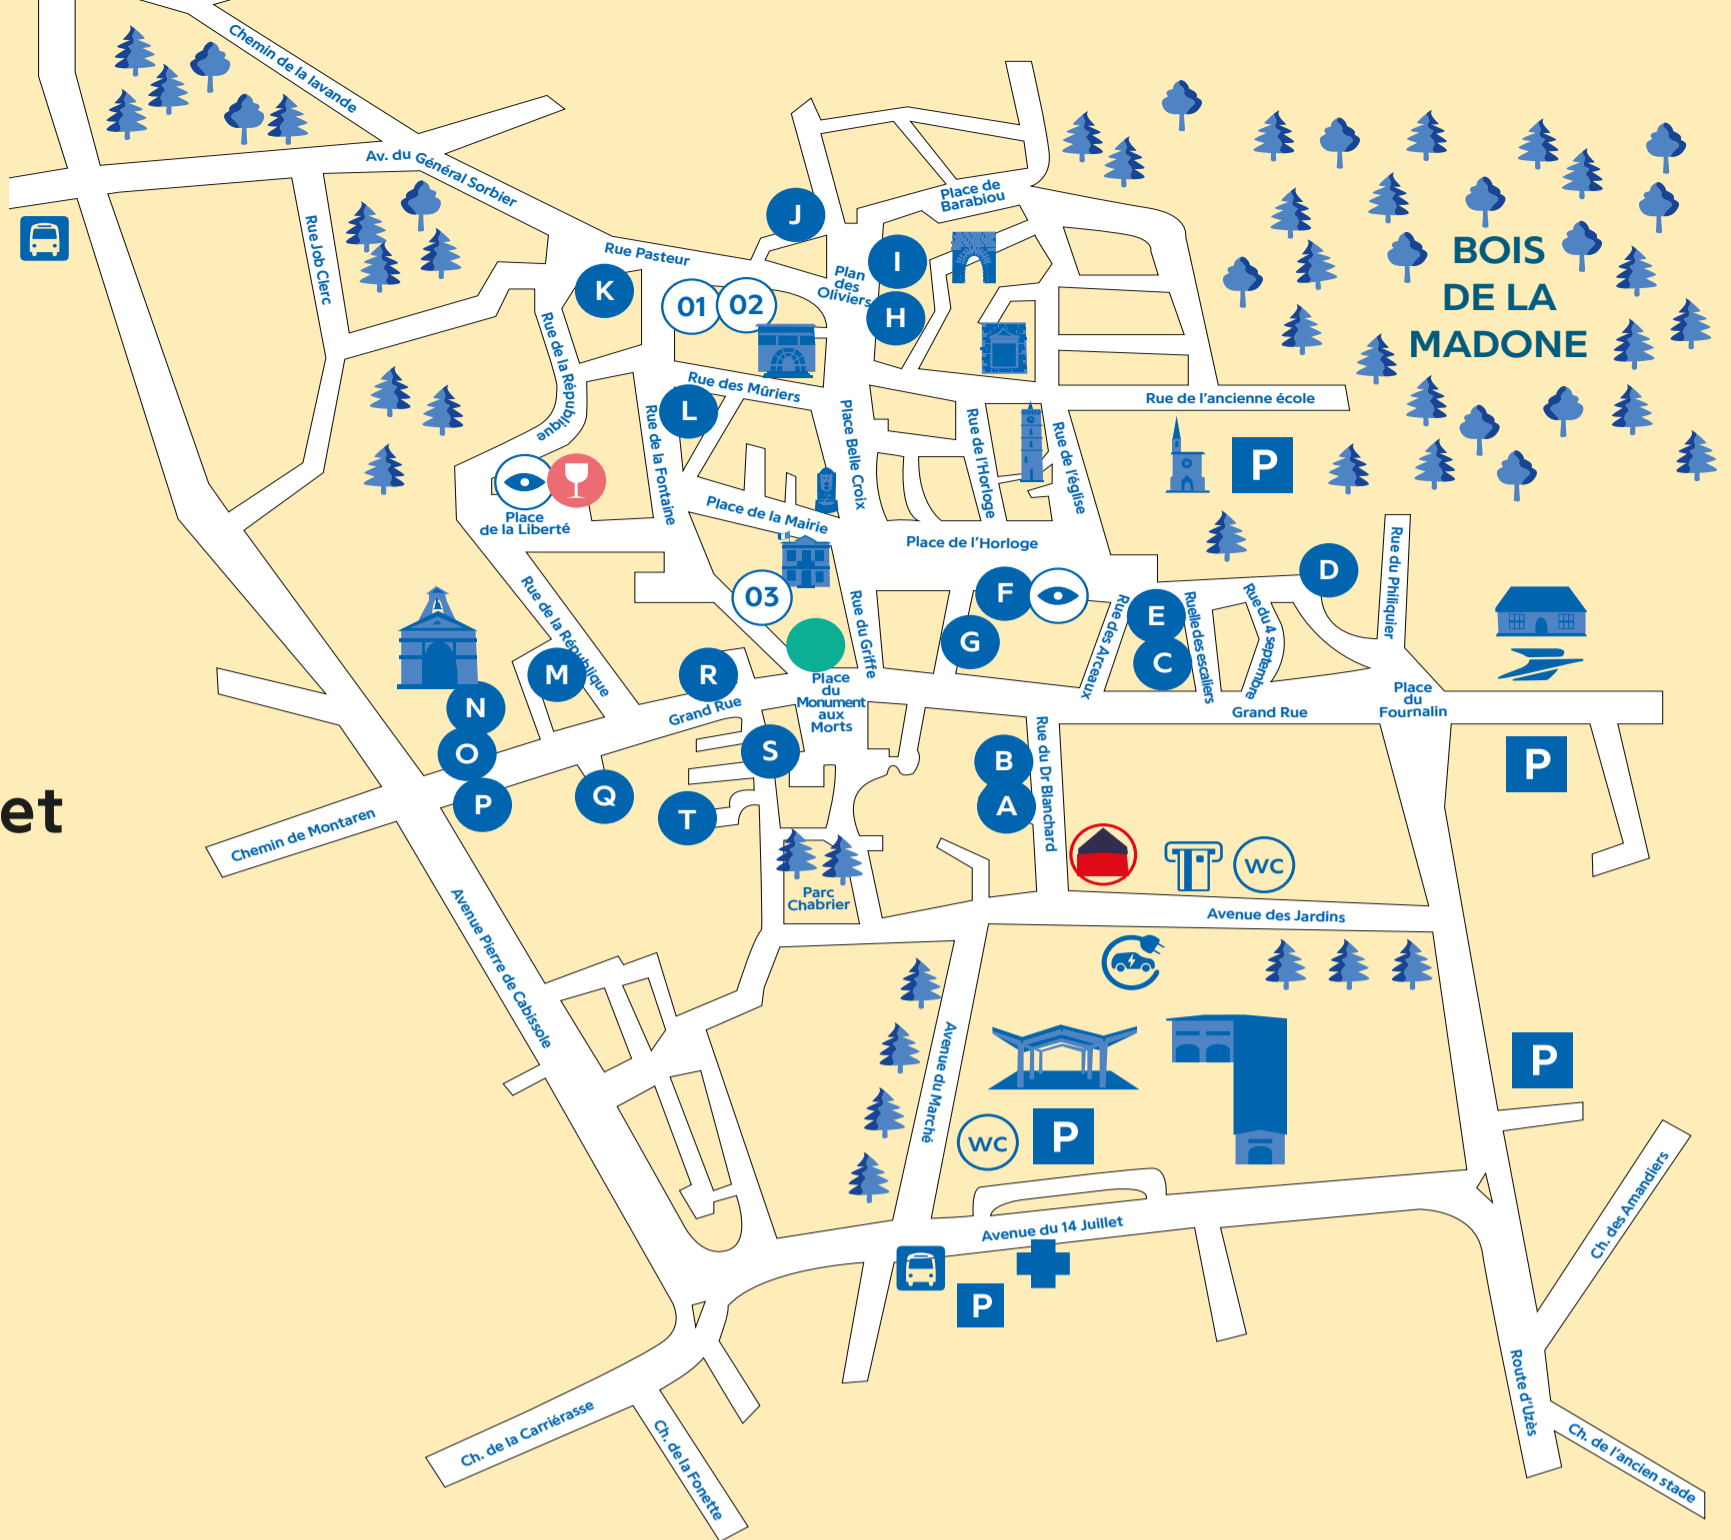 Chemin de la lavande
Av. du Général Sorbier
Rue Job Clerc
Rue Pasteur
J
Place de
Barabiou
I
Plan
des
Oliviers
H
K
01
02
BOIS
DE LA
MADONE
Rue de la République
Rue des Mûriers
L
Rue de la Fontaine
Place Belle Croix
Rue de l'Horloge
Rue de l'église
Rue de l'ancienne école
P
Place
de la Liberté
Place de la Mairie
Place de l'Horloge
Rue du Philiquier
D
03
Rue de la République
Rue du Griffe
F
G
Rue des Arceaux
E
C
Ruelle des escaliers
Rue du 4 septembre
M
R
N
O
P
Grand Rue
Place
du
Monument
aux
Morts
Grand Rue
Place
du
Fournalin
S
Q
T
B
A
Rue du Dr Blanchard
P
et
Chemin de Montaren
WC
Parc
Chabrier
Avenue des Jardins
Avenue Pierre de Cabissole
Avenue du Marché
WC
P
P
Avenue du 14 Juillet
P
Ch. des Amandiers
Route d'Uzès
Ch. de l'ancien stade
Ch. de la Carriérasse
Ch. de la Fonette